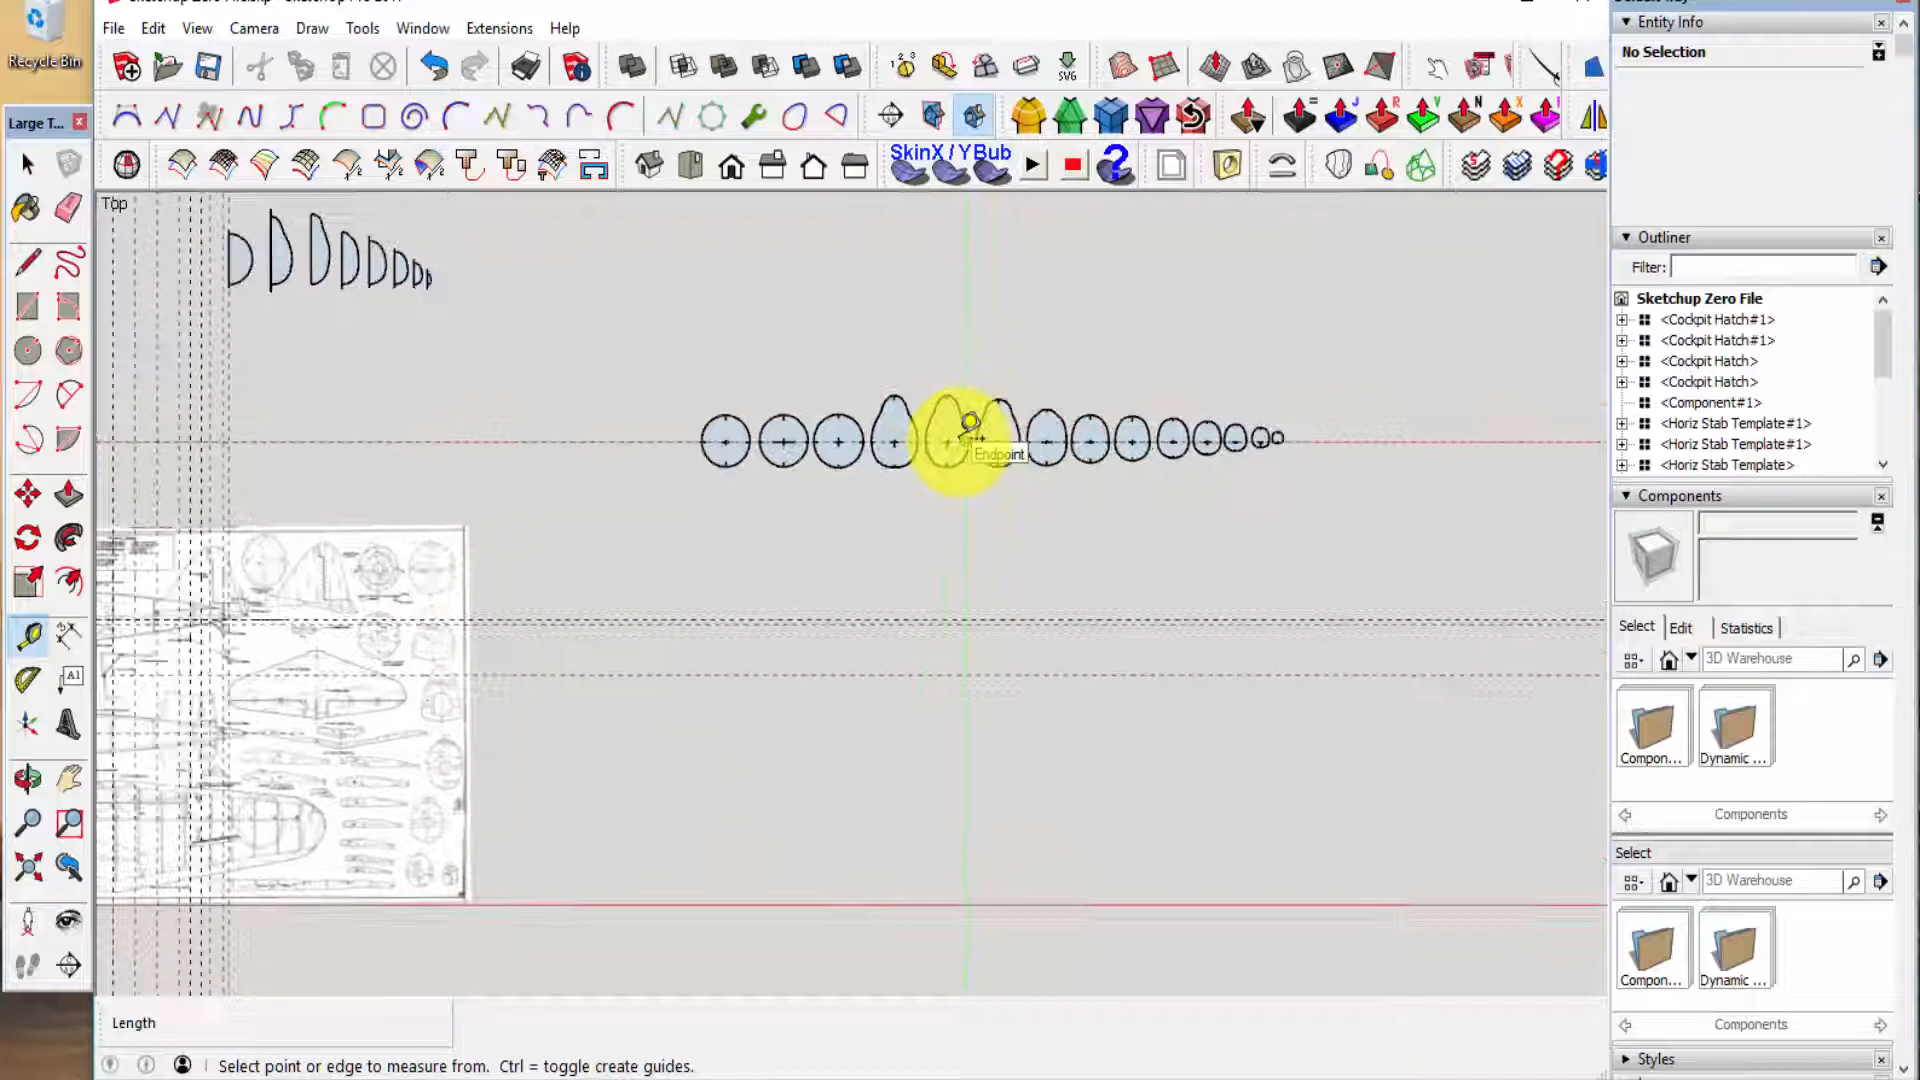 Recycle Bin
File Edit View Camera Draw Tools Window Extensions Help
Entity Info
No Selection
SVG
Large T...
SkinX / YBub
Top
Outliner
Filter:
Sketchup Zero File
<Cockpit Hatch#1>
<Cockpit Hatch#1>
<Cockpit Hatch>
<Cockpit Hatch>
<Component#1>
<Horiz Stab Template#1>
<Horiz Stab Template#1>
<Horiz Stab Template>
Endpoint
Components
Select Edit Statistics
3D Warehouse
Compon... Dynamic ...
Components
Select
3D Warehouse
Compon... Dynamic ...
Components
Styles
Length
Select point or edge to measure from. Ctrl = toggle create guides.